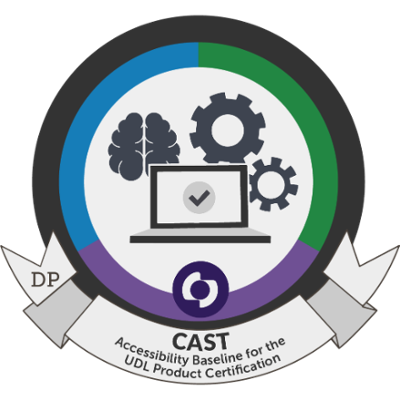 DP
CAST
Accessibility Baseline for the
UDL Product Certification